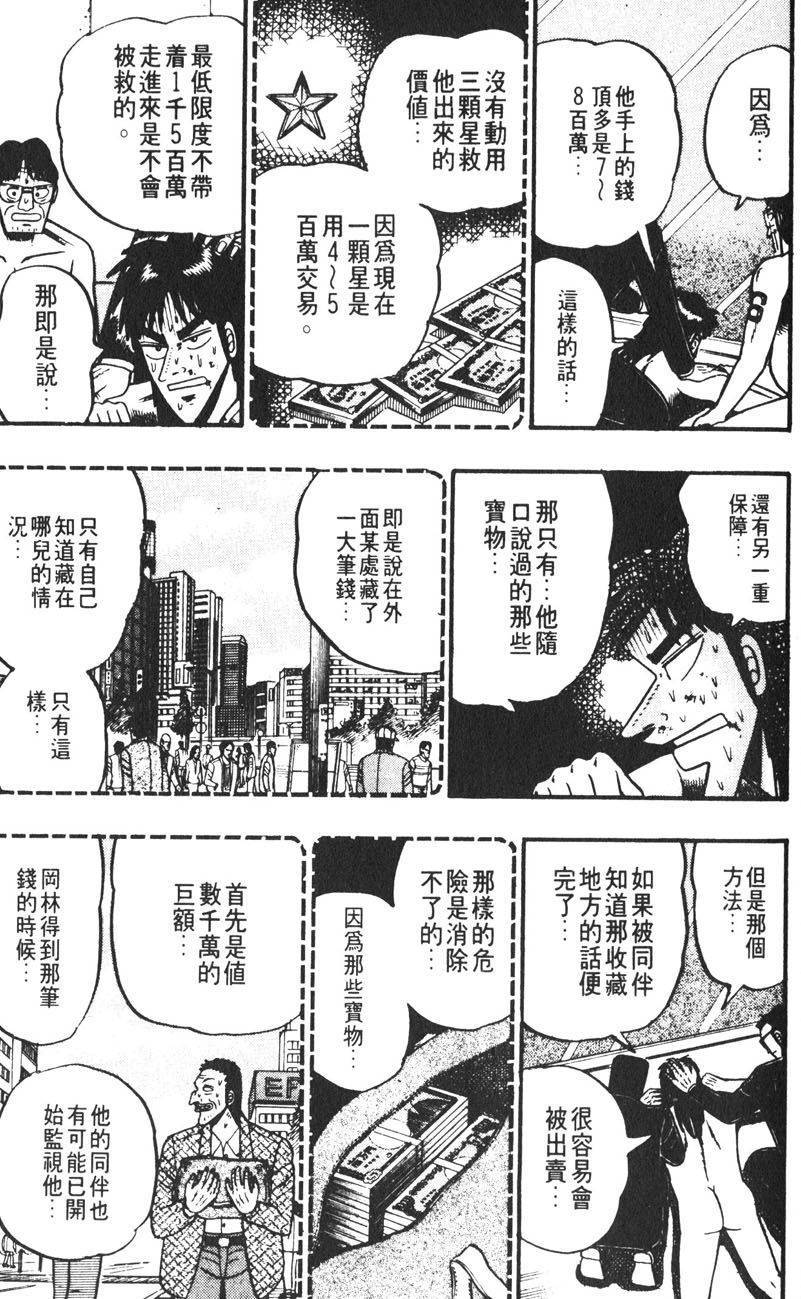 因爲…
他手上的錢
頂多是7～
8百萬…
這樣的話…
沒有動用
三顆星救
他出來的
價值…
因爲現在
一顆星是
用4～5
百萬交易。
最低限度不帶
着1千5百萬
走進來是不會
被救的。
那即是說…
還有另一重
保障…
那只有…他隨
口說過的那些
寶物…
即是說在外
面某處藏了
一大筆錢…
只有自己
知道藏在
哪兒的情
況…
只有這
樣…
但是那個
方法…
如果被同伴
知道那收藏
地方的話便
完了…
很容易會
被出賣…
那樣的危
險是消除
不了的…
因爲那些寶物…
首先是值
數千萬的
巨額…
岡林得到那筆
錢的時候…
他的同伴也
有可能已開
始監視他…